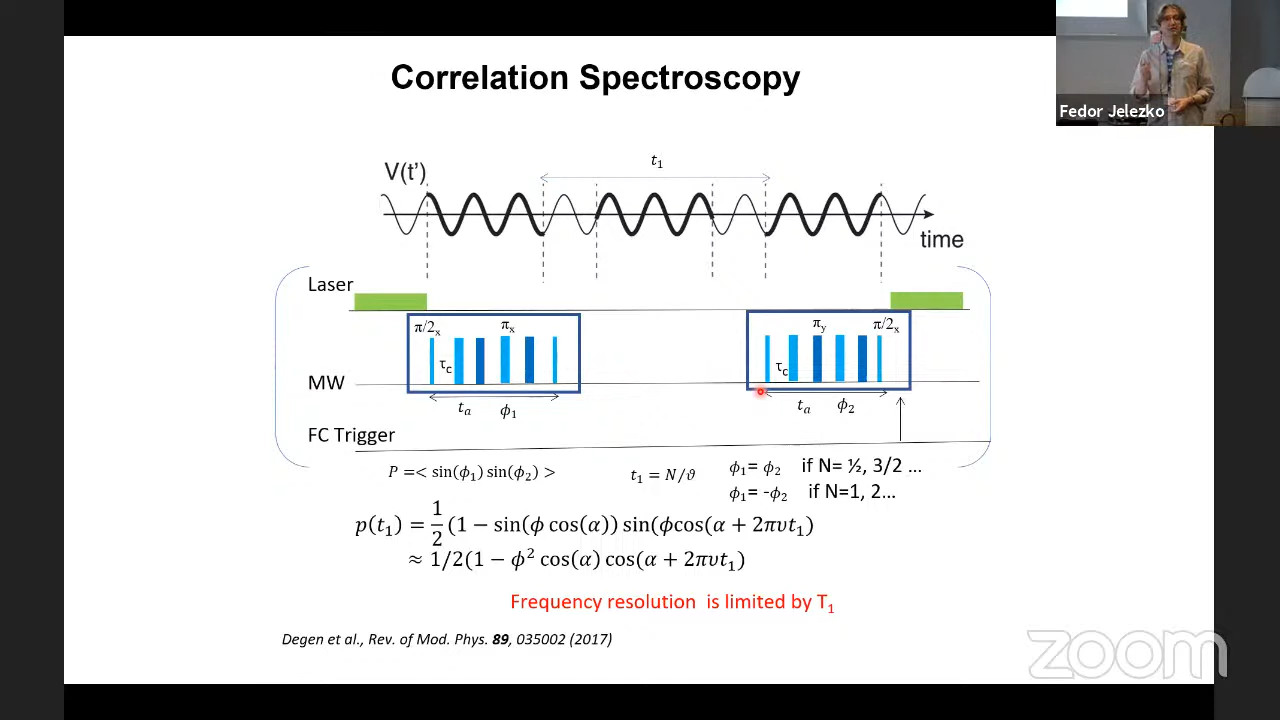 Correlation Spectroscopy
Fedor Jelezko
t₁
V(t')
time
Laser
π/2ₓ πₓ
π_y π/2ₓ
τ_c
τ_c
MW
tₐ ϕ₁
tₐ ϕ₂
FC Trigger
P =< sin(ϕ₁) sin(ϕ₂) >
t₁ = N/ϑ
ϕ₁= ϕ₂ if N= ½, 3/2 ...
ϕ₁= -ϕ₂ if N=1, 2...
p(t₁) = 1/2 (1 − sin(ϕ cos(α)) sin(ϕcos(α + 2πυt₁)
≈ 1/2(1 − ϕ² cos(α) cos(α + 2πυt₁)
Frequency resolution is limited by T₁
Degen et al., Rev. of Mod. Phys. 89, 035002 (2017)
zoom